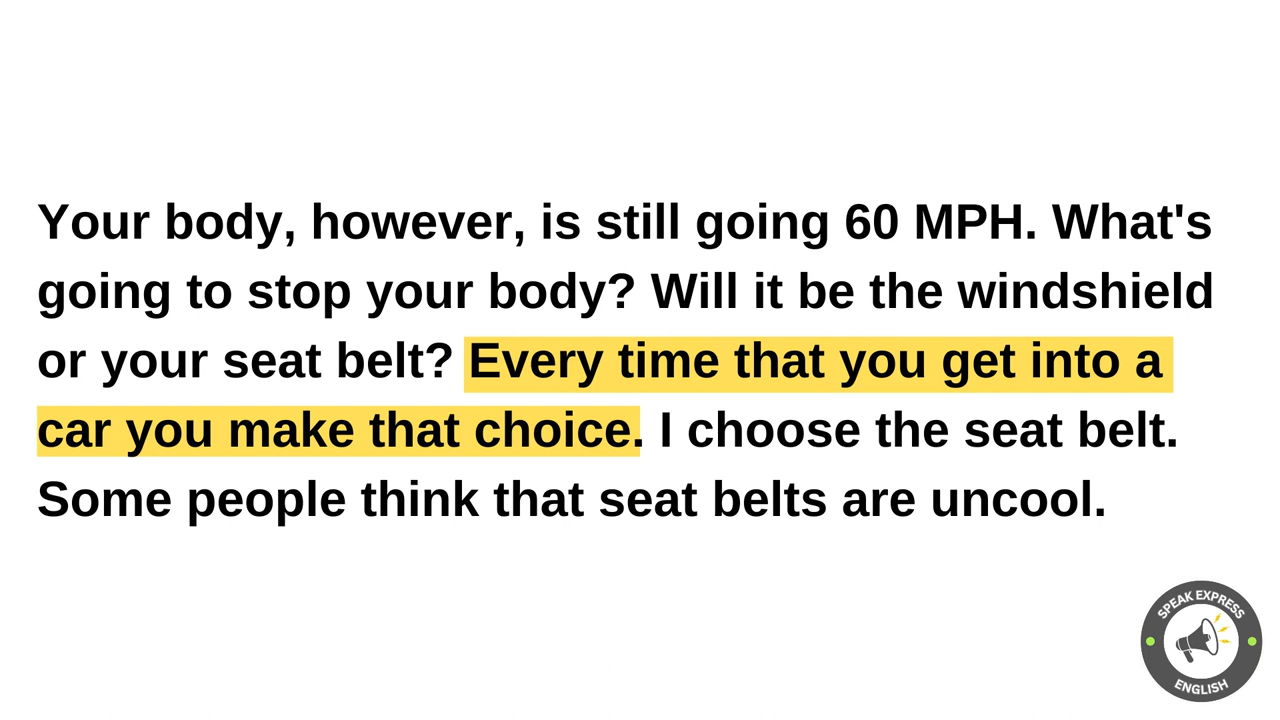 Your body, however, is still going 60 MPH. What's
going to stop your body? Will it be the windshield
or your seat belt? Every time that you get into a
car you make that choice. I choose the seat belt.
Some people think that seat belts are uncool.
SPEAK EXPRESS
ENGLISH